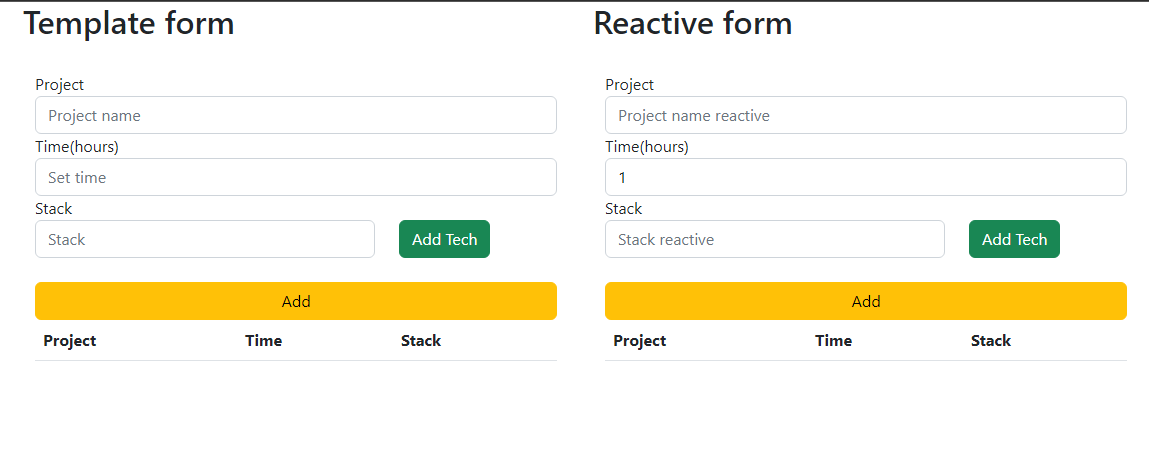 Template form
Project
Project name
Time(hours)
Set time
Stack
Stack
Add Tech
Add
Project Time Stack
Reactive form
Project
Project name reactive
Time(hours)
1
Stack
Stack reactive
Add Tech
Add
Project Time Stack